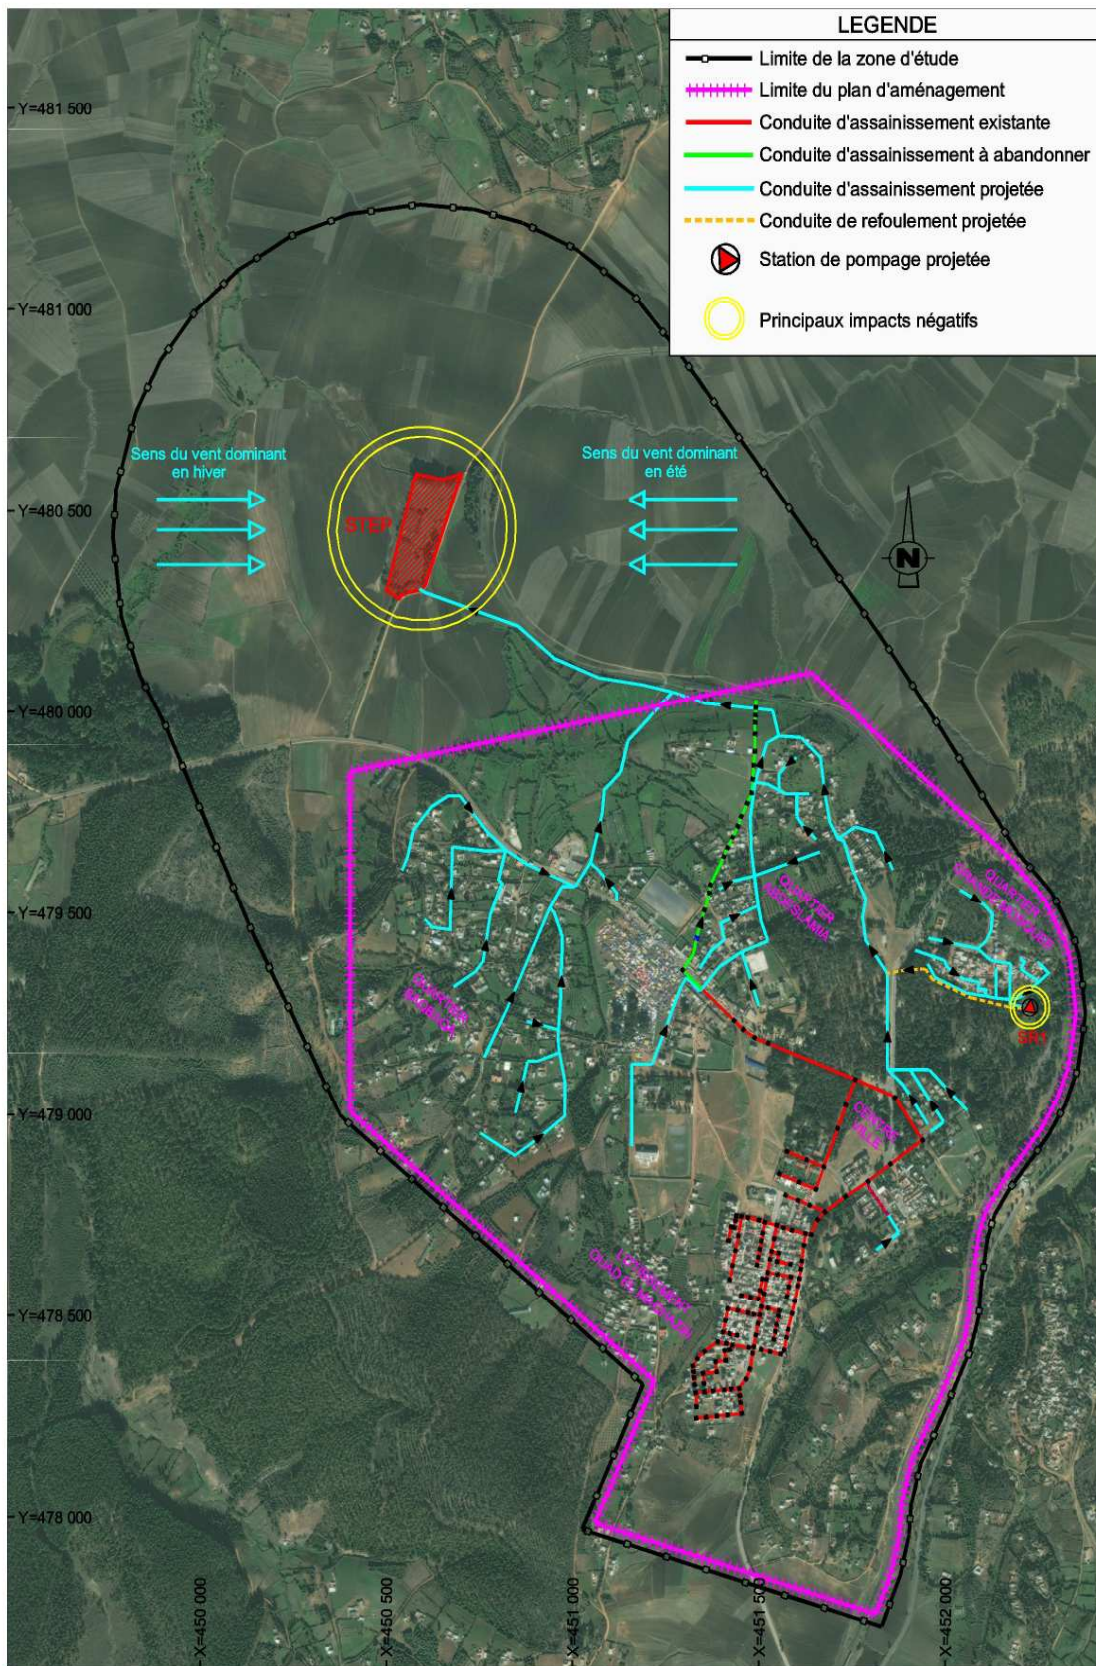 LEGENDE
Limite de la zone d'étude
Limite du plan d'aménagement
Conduite d'assainissement existante
Conduite d'assainissement à abandonner
Conduite d'assainissement projetée
Conduite de refoulement projetée
Station de pompage projetée
Principaux impacts négatifs
Y=481 500
Y=481 000
Sens du vent dominant
en hiver
Sens du vent dominant
en été
Y=480 500
STEP
N
Y=480 000
Y=479 500
QUARTIER
QUARTIER
QUARTIER
SR1
Y=479 000
CENTRE
VILLE
LOTISSEMENT
Y=478 500
Y=478 000
X=450 000
X=450 500
X=451 000
X=451 500
X=452 000